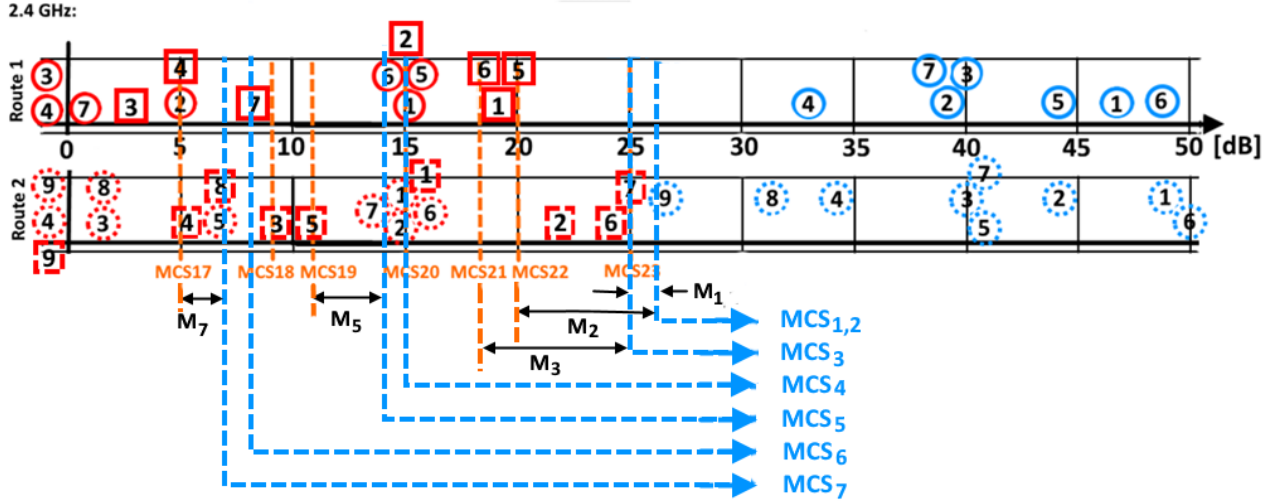 2.4 GHz:
2
Route 1
3 4 6 5 6 5 7 3
4 7 3 2 7 1 1 4 2 5 1 6
0 5 10 15 20 25 30 35 40 45 50 [dB]
Route 2
9 8 8 1 1 7 9 8 4 3 7 2 1
4 3 4 5 3 5 7 2 6 2 6 5 6
9
MCS17 MCS18 MCS19 MCS20 MCS21 MCS22 MCS23
M1
M7 M5 M2 MCS1,2
M3 MCS3
MCS4
MCS5
MCS6
MCS7